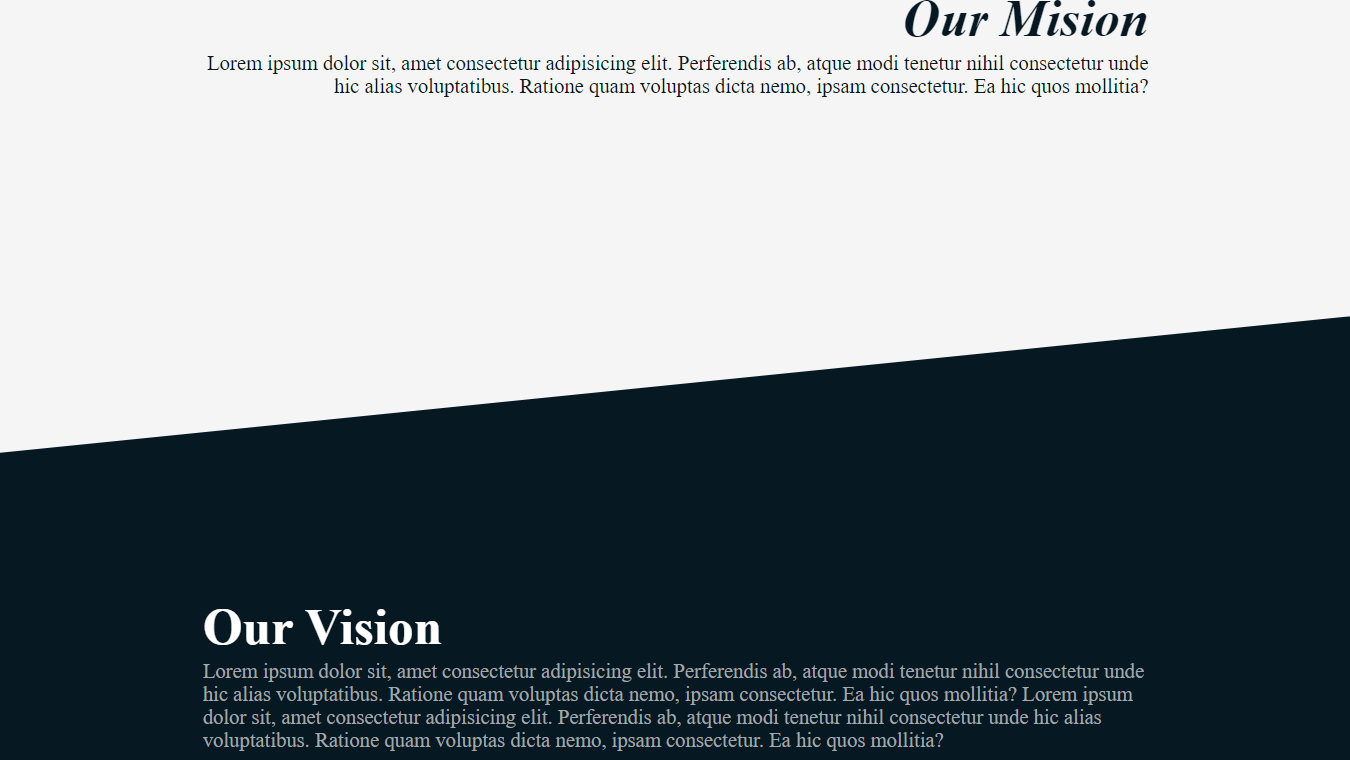 Our Mision
Lorem ipsum dolor sit, amet consectetur adipisicing elit. Perferendis ab, atque modi tenetur nihil consectetur unde
hic alias voluptatibus. Ratione quam voluptas dicta nemo, ipsam consectetur. Ea hic quos mollitia?
Our Vision
Lorem ipsum dolor sit, amet consectetur adipisicing elit. Perferendis ab, atque modi tenetur nihil consectetur unde
hic alias voluptatibus. Ratione quam voluptas dicta nemo, ipsam consectetur. Ea hic quos mollitia? Lorem ipsum
dolor sit, amet consectetur adipisicing elit. Perferendis ab, atque modi tenetur nihil consectetur unde hic alias
voluptatibus. Ratione quam voluptas dicta nemo, ipsam consectetur. Ea hic quos mollitia?